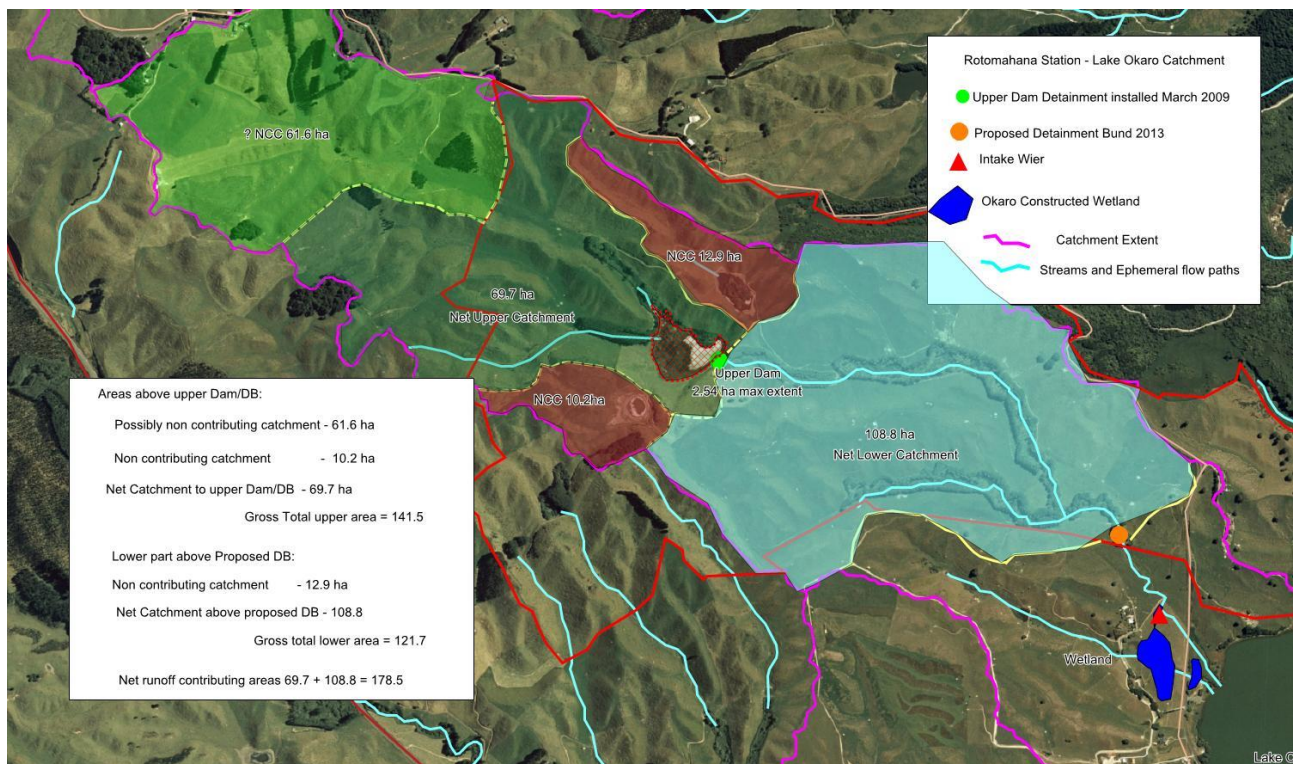 Rotomahana Station - Lake Okaro Catchment
Upper Dam Detainment installed March 2009
Proposed Detainment Bund 2013
Intake Wier
Okaro Constructed Wetland
Catchment Extent
Streams and Ephemeral flow paths
? NCC 61.6 ha
NCC 12.9 ha
69.7 ha
Net Upper Catchment
Upper Dam
2.54 ha max extent
NCC 10.2ha
108.8 ha
Net Lower Catchment
Areas above upper Dam/DB:
Possibly non contributing catchment - 61.6 ha
Non contributing catchment - 10.2 ha
Net Catchment to upper Dam/DB - 69.7 ha
Gross Total upper area = 141.5
Lower part above Proposed DB:
Non contributing catchment - 12.9 ha
Net Catchment above proposed DB - 108.8
Gross total lower area = 121.7
Net runoff contributing areas 69.7 + 108.8 = 178.5
Wetland
Lake